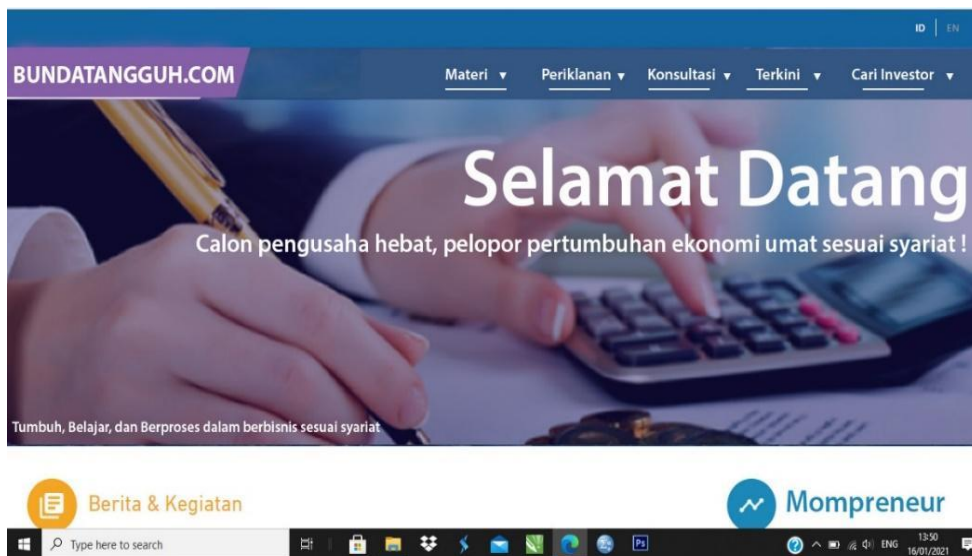 ID | EN
BUNDATANGGUH.COM
Materi ▼ Periklanan ▼ Konsultasi ▼ Terkini ▼ Cari Investor ▼
Selamat Datang
Calon pengusaha hebat, pelopor pertumbuhan ekonomi umat sesuai syariat !
Tumbuh, Belajar, dan Berproses dalam berbisnis sesuai syariat
Berita & Kegiatan
Mompreneur
Type here to search
Ps
ENG
13:50
16/01/2021